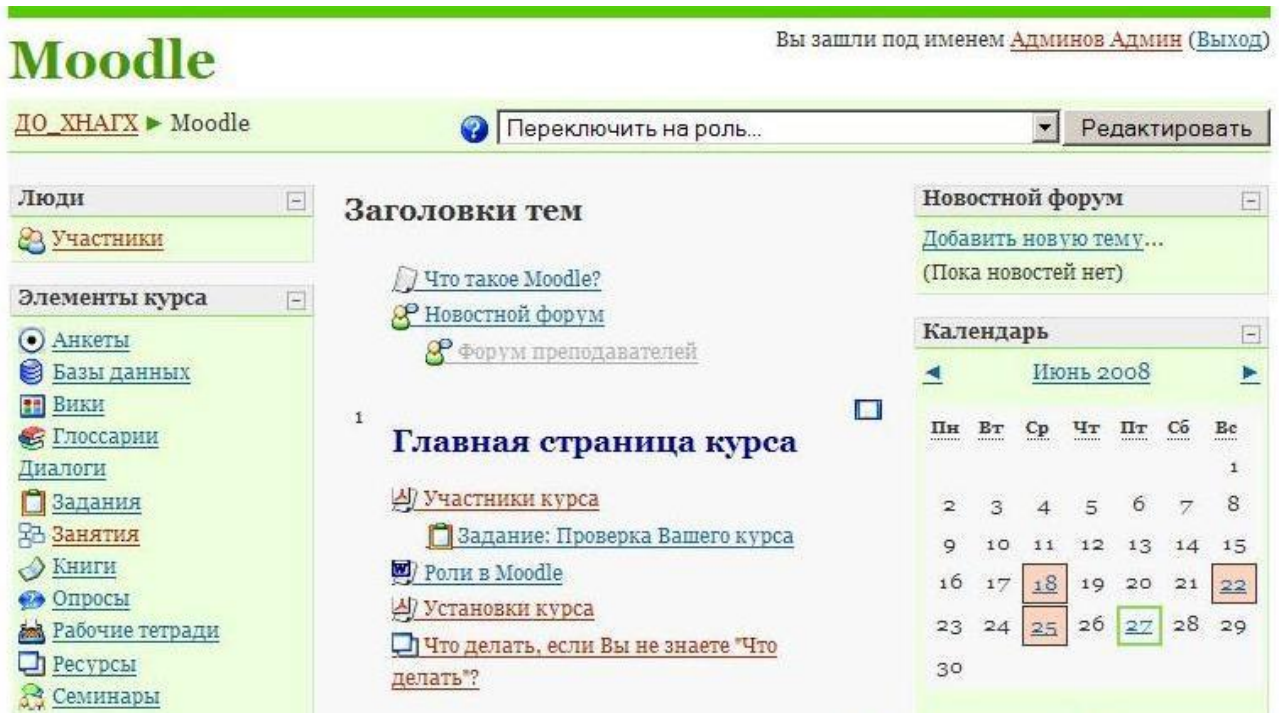 Moodle
Вы зашли под именем Админов Админ (Выход)
ДО_ХНАГХ ► Moodle
Переключить на роль...
Редактировать
Люди
Участники
Элементы курса
Анкеты
Базы данных
Вики
Глоссарии
Диалоги
Задания
Занятия
Книги
Опросы
Рабочие тетради
Ресурсы
Семинары
Заголовки тем
Что такое Moodle?
Новостной форум
Форум преподавателей
1
Главная страница курса
Участники курса
Задание: Проверка Вашего курса
Роли в Moodle
Установки курса
Что делать, если Вы не знаете "Что
делать"?
Новостной форум
Добавить новую тему...
(Пока новостей нет)
Календарь
◄ Июнь 2008 ►
Пн Вт Ср Чт Пт Сб Вс
1
2 3 4 5 6 7 8
9 10 11 12 13 14 15
16 17 18 19 20 21 22
23 24 25 26 27 28 29
30